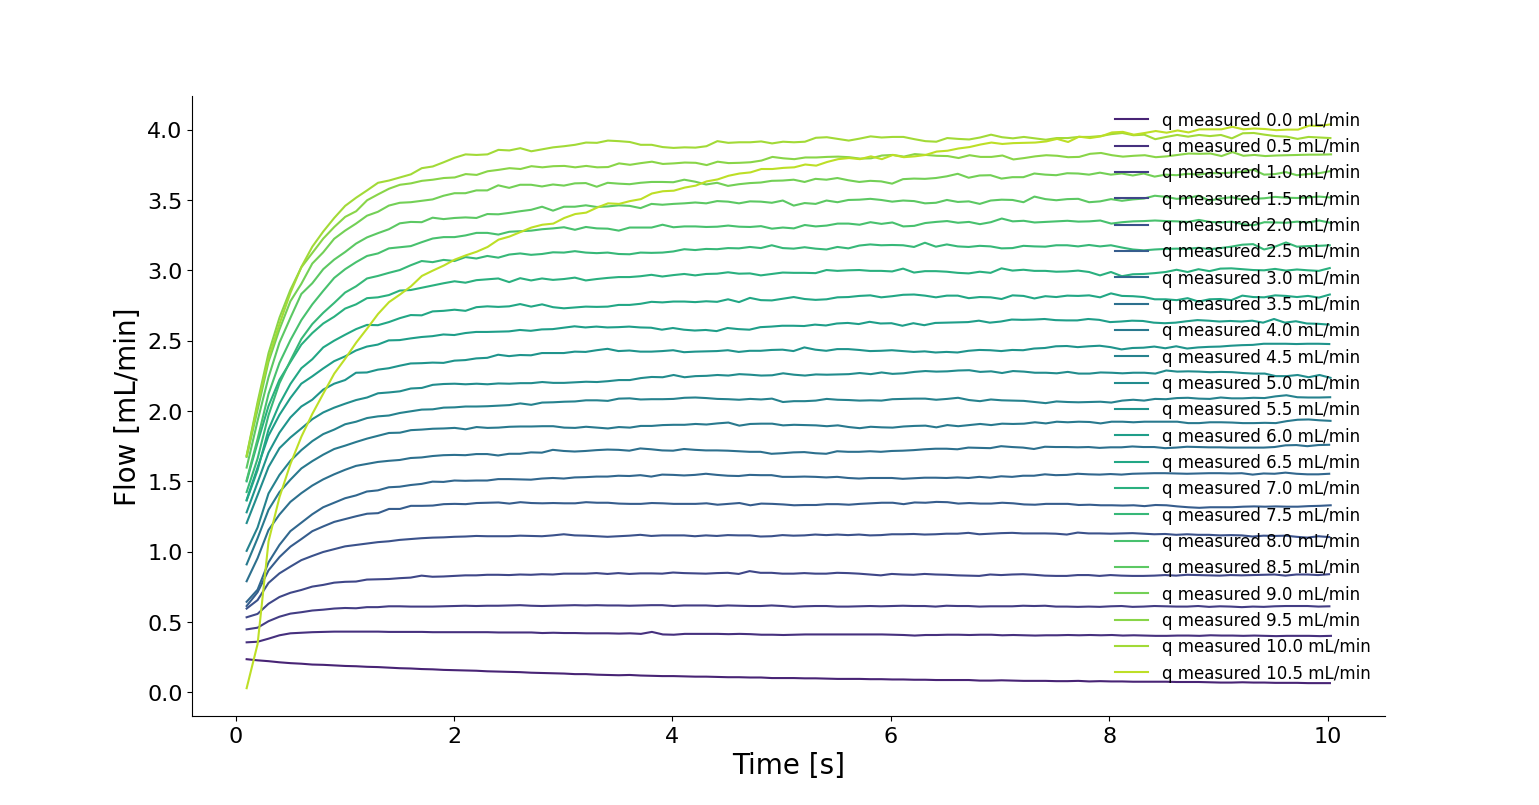 Flow [mL/min]
4.0
3.5
3.0
2.5
2.0
1.5
1.0
0.5
0.0
q measured 0.0 mL/min
q measured 0.5 mL/min
q measured 1.0 mL/min
q measured 1.5 mL/min
q measured 2.0 mL/min
q measured 2.5 mL/min
q measured 3.0 mL/min
q measured 3.5 mL/min
q measured 4.0 mL/min
q measured 4.5 mL/min
q measured 5.0 mL/min
q measured 5.5 mL/min
q measured 6.0 mL/min
q measured 6.5 mL/min
q measured 7.0 mL/min
q measured 7.5 mL/min
q measured 8.0 mL/min
q measured 8.5 mL/min
q measured 9.0 mL/min
q measured 9.5 mL/min
q measured 10.0 mL/min
q measured 10.5 mL/min
0 2 4 6 8 10
Time [s]